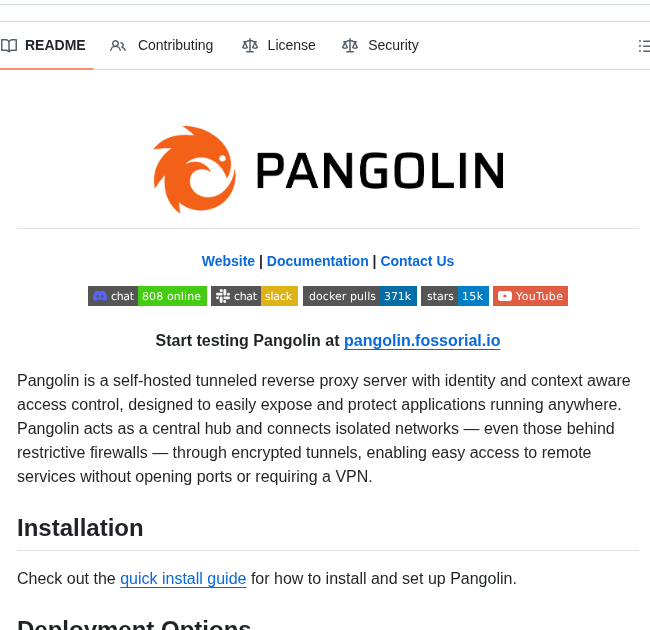 README Contributing License Security
PANGOLIN
Website | Documentation | Contact Us
chat 808 online chat slack docker pulls 371k stars 15k YouTube
Start testing Pangolin at pangolin.fossorial.io
Pangolin is a self-hosted tunneled reverse proxy server with identity and context aware
access control, designed to easily expose and protect applications running anywhere.
Pangolin acts as a central hub and connects isolated networks — even those behind
restrictive firewalls — through encrypted tunnels, enabling easy access to remote
services without opening ports or requiring a VPN.
Installation
Check out the quick install guide for how to install and set up Pangolin.
Deployment Options